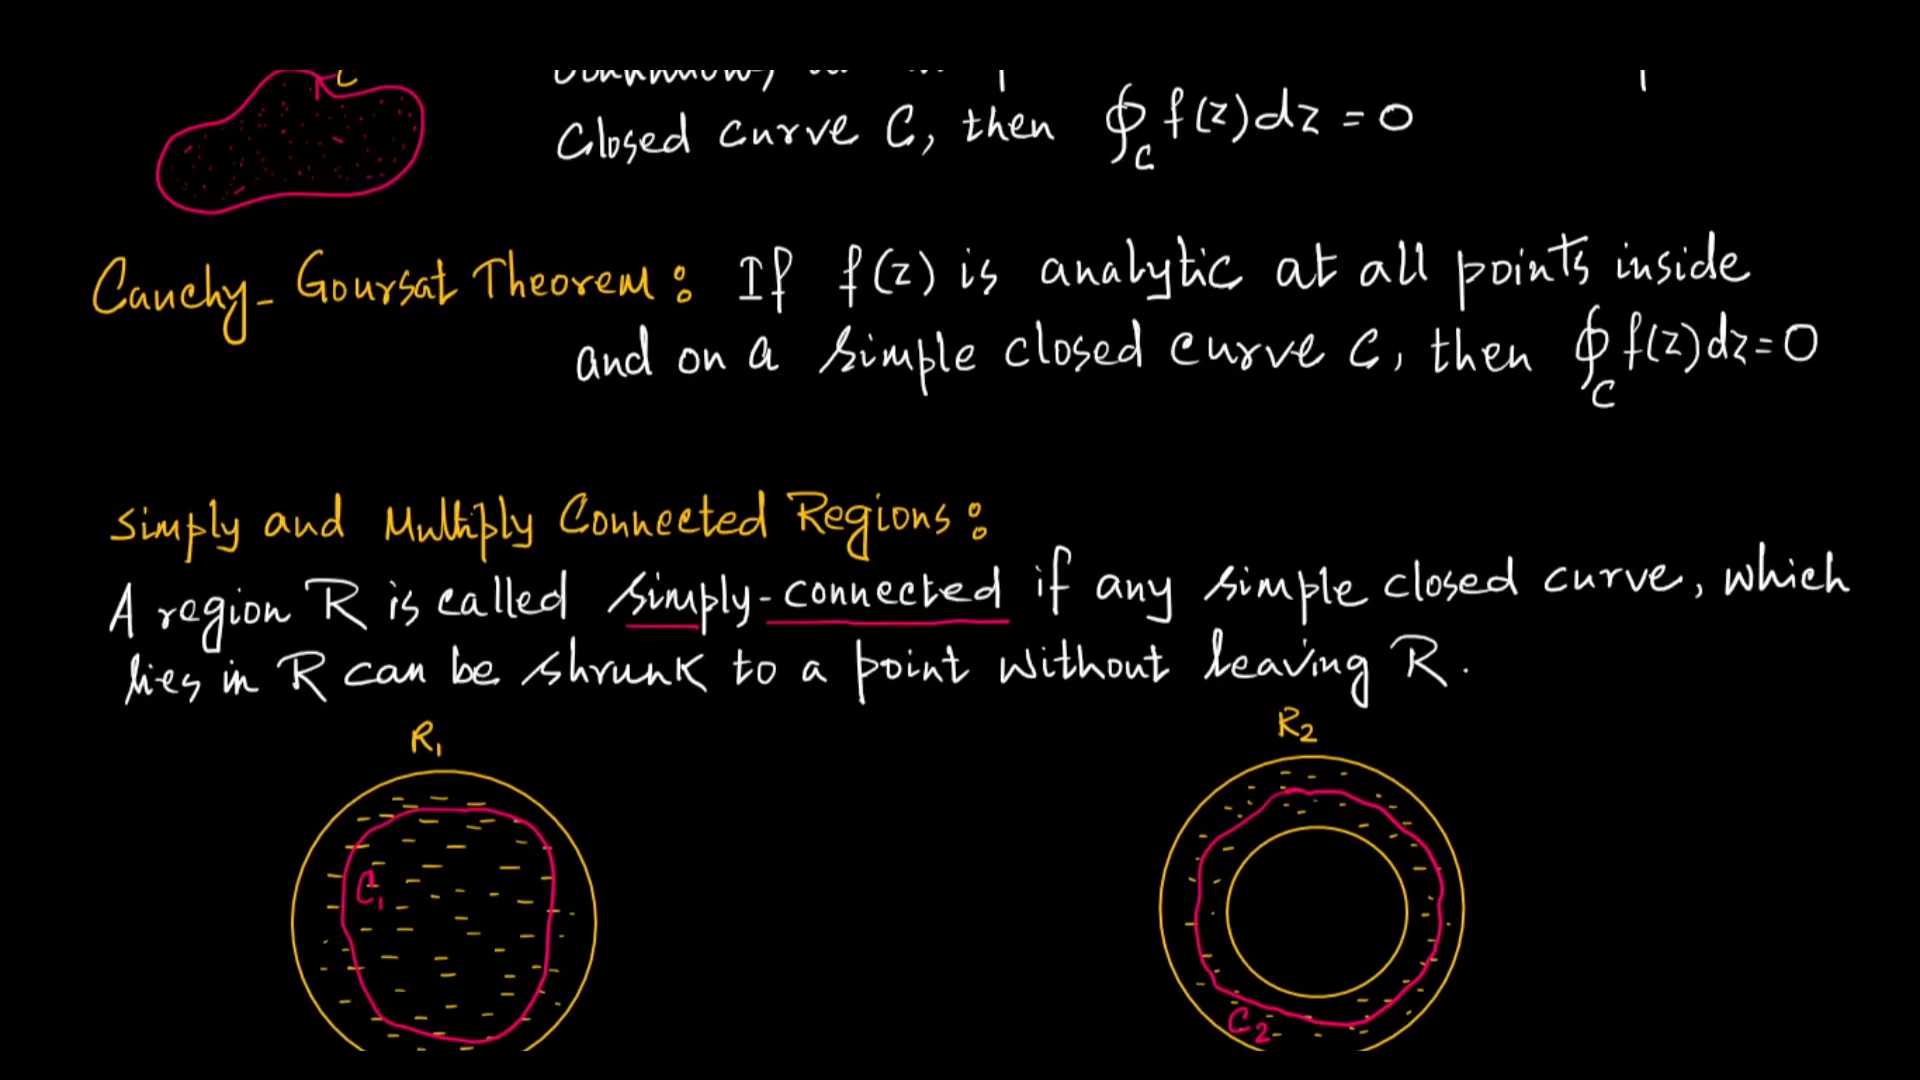 C
Closed curve C, then ∮_C f(z)dz = 0
Cauchy-Goursat Theorem: If f(z) is analytic at all points inside
and on a simple closed curve C, then ∮_C f(z)dz=0
Simply and Multiply Connected Regions:
A region R is called simply-connected if any simple closed curve, which
lies in R can be shrunk to a point without leaving R.
R₁
R₂
C₁
C₂